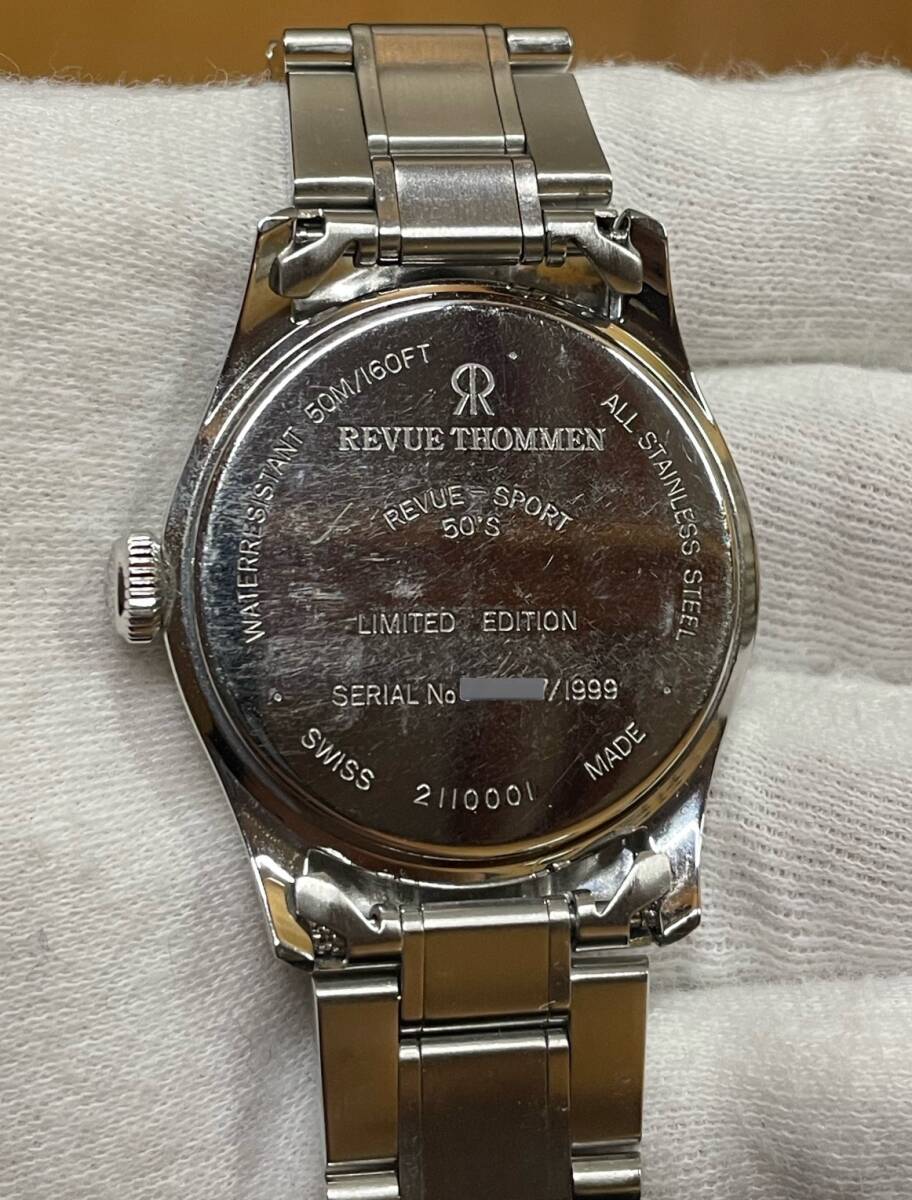 RR
REVUE THOMMEN
REVUE-SPORT
50'S
LIMITED EDITION
SERIAL No /1999
WATERRESISTANT 50M/160FT
ALL STAINLESS STEEL
SWISS 2110001 MADE